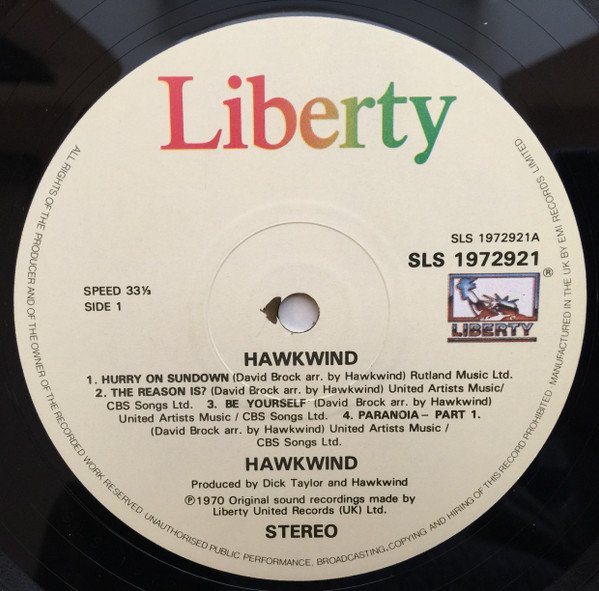 Liberty
SLS 1972921A
SLS 1972921
®
LIBERTY
SPEED 33⅓
SIDE 1
HAWKWIND
1. HURRY ON SUNDOWN (David Brock arr. by Hawkwind) Rutland Music Ltd.
2. THE REASON IS? (David Brock arr. by Hawkwind) United Artists Music/
CBS Songs Ltd. 3. BE YOURSELF (David Brock arr. by Hawkwind)
United Artists Music / CBS Songs Ltd. 4. PARANOIA – PART 1.
(David Brock arr. by Hawkwind) United Artists Music /
CBS Songs Ltd.
HAWKWIND
Produced by Dick Taylor and Hawkwind
℗1970 Original sound recordings made by
Liberty United Records (UK) Ltd.
STEREO
ALL RIGHTS OF THE PRODUCER AND OF THE OWNER OF THE RECORDED WORK RESERVED UNAUTHORISED PUBLIC PERFORMANCE, BROADCASTING, COPYING AND HIRING OF THIS RECORD PROHIBITED MANUFACTURED IN THE UK BY EMI RECORDS LIMITED